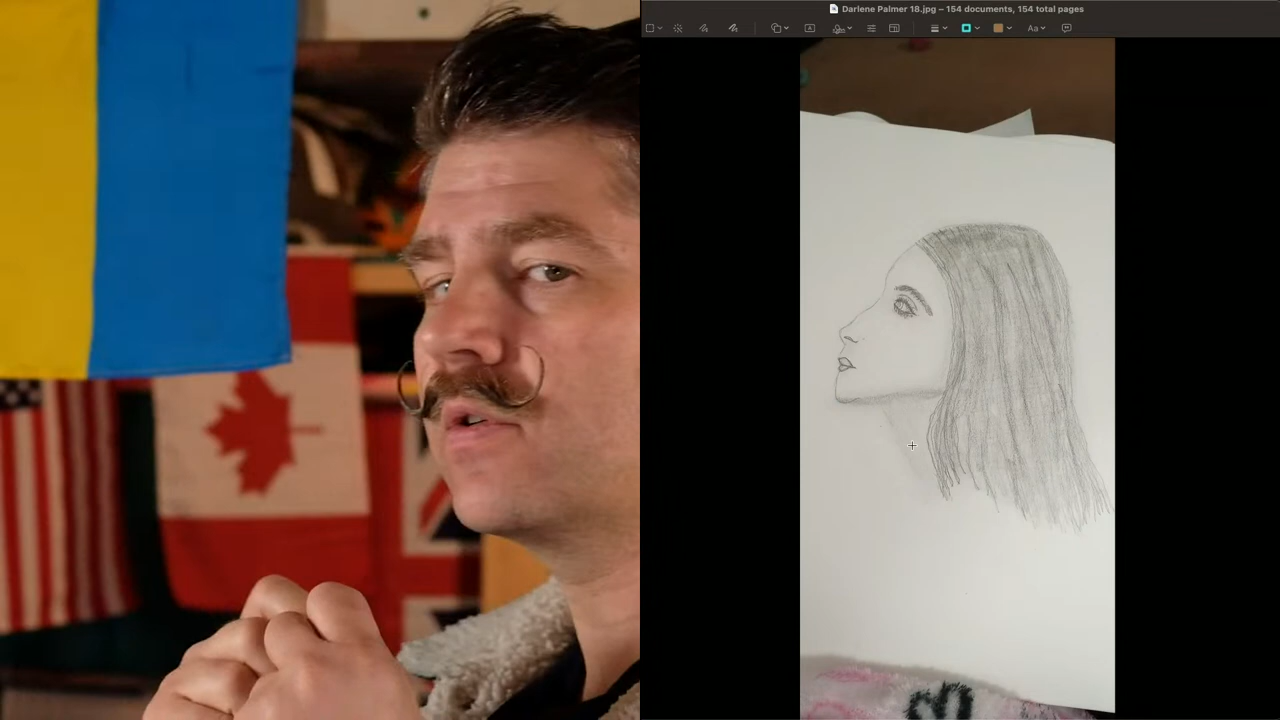 Darlene Palmer 18.jpg – 154 documents, 154 total pages
Aa